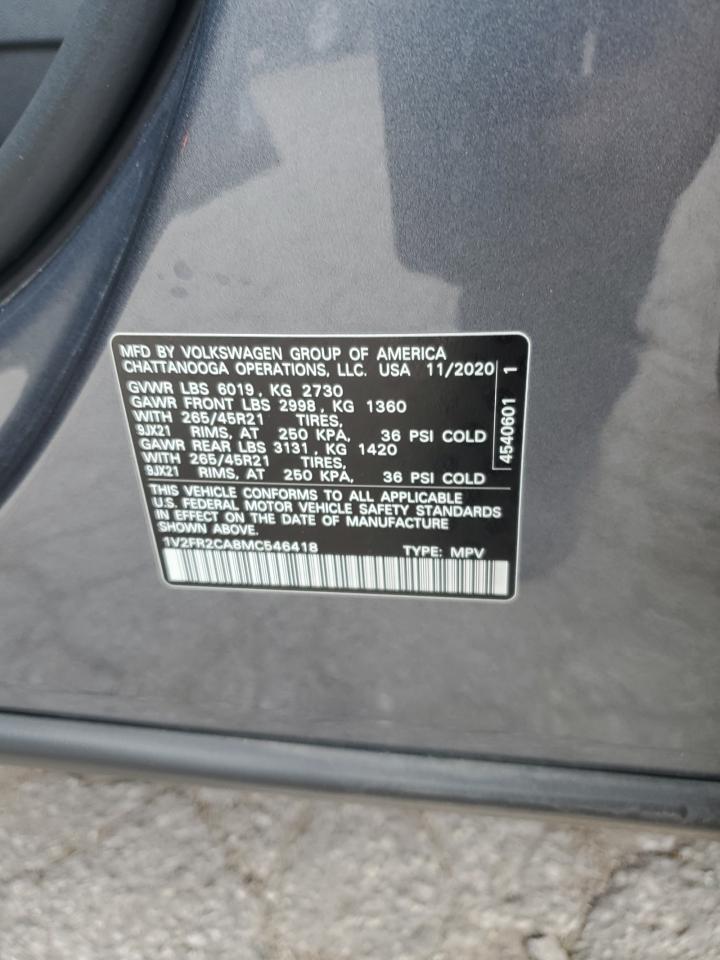 MFD BY VOLKSWAGEN GROUP OF AMERICA
CHATTANOOGA OPERATIONS, LLC. USA 11/2020
GVWR LBS 6019, KG 2730
GAWR FRONT LBS 2998, KG 1360
WITH 265/45R21 TIRES,
9JX21 RIMS, AT 250 KPA, 36 PSI COLD
GAWR REAR LBS 3131, KG 1420
WITH 265/45R21 TIRES,
9JX21 RIMS, AT 250 KPA, 36 PSI COLD
THIS VEHICLE CONFORMS TO ALL APPLICABLE
U.S. FEDERAL MOTOR VEHICLE SAFETY STANDARDS
IN EFFECT ON THE DATE OF MANUFACTURE
SHOWN ABOVE.
1V2FR2CA8MC546418 TYPE: MPV
4540601 1